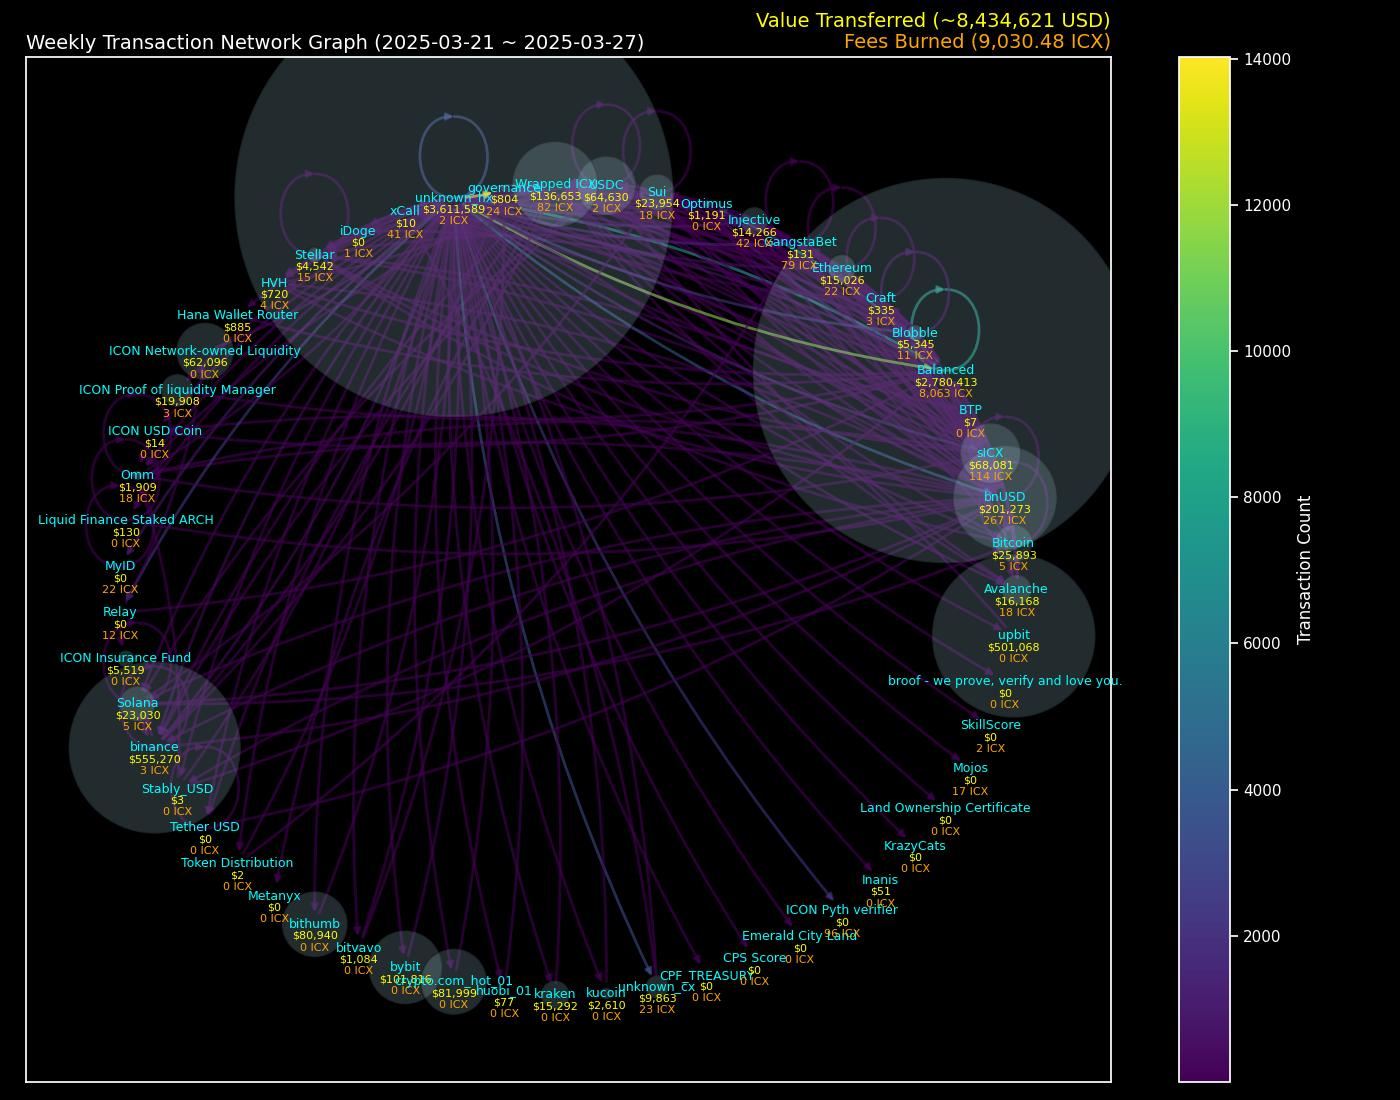 Value Transferred (~8,434,621 USD)
Weekly Transaction Network Graph (2025-03-21 ~ 2025-03-27)
Fees Burned (9,030.48 ICX)
governance
$804
24 ICX
Wrapped ICX
$136,653
82 ICX
USDC
$64,630
2 ICX
Sui
$23,954
18 ICX
Optimus
$1,191
0 ICX
Injective
$14,266
42 ICX
GangstaBet
$131
79 ICX
Ethereum
$15,026
22 ICX
Craft
$335
3 ICX
Blobble
$5,345
11 ICX
Balanced
$2,780,413
8,063 ICX
BTP
$7
0 ICX
sICX
$68,081
114 ICX
bnUSD
$201,273
267 ICX
Bitcoin
$25,893
5 ICX
Avalanche
$16,168
18 ICX
upbit
$501,068
0 ICX
broof - we prove, verify and love you.
$0
0 ICX
SkillScore
$0
2 ICX
Mojos
$0
17 ICX
Land Ownership Certificate
$0
0 ICX
KrazyCats
$0
0 ICX
Inanis
$51
0 ICX
ICON Pyth verifier
$0
96 ICX
Emerald City Land
$0
0 ICX
CPS Score
$0
0 ICX
CPF_TREASURY
$0
0 ICX
unknown_cx
$9,863
23 ICX
kucoin
$2,610
0 ICX
kraken
$15,292
0 ICX
huobi_01
$77
0 ICX
crypto.com_hot_01
$81,999
0 ICX
bybit
$101,816
0 ICX
bitvavo
$1,084
0 ICX
bithumb
$80,940
0 ICX
Metanyx
$0
0 ICX
Token Distribution
$2
0 ICX
Tether USD
$0
0 ICX
Stably_USD
$3
0 ICX
binance
$555,270
3 ICX
Solana
$23,030
5 ICX
ICON Insurance Fund
$5,519
0 ICX
Relay
$0
12 ICX
MyID
$0
22 ICX
Liquid Finance Staked ARCH
$130
0 ICX
Omm
$1,909
18 ICX
ICON USD Coin
$14
0 ICX
ICON Proof of liquidity Manager
$19,908
3 ICX
ICON Network-owned Liquidity
$62,096
0 ICX
Hana Wallet Router
$885
0 ICX
HVH
$720
4 ICX
Stellar
$4,542
15 ICX
iDoge
$0
1 ICX
xCall
$10
41 ICX
unknown_hx
$3,611,589
2 ICX
14000
12000
10000
8000
6000
4000
2000
Transaction Count